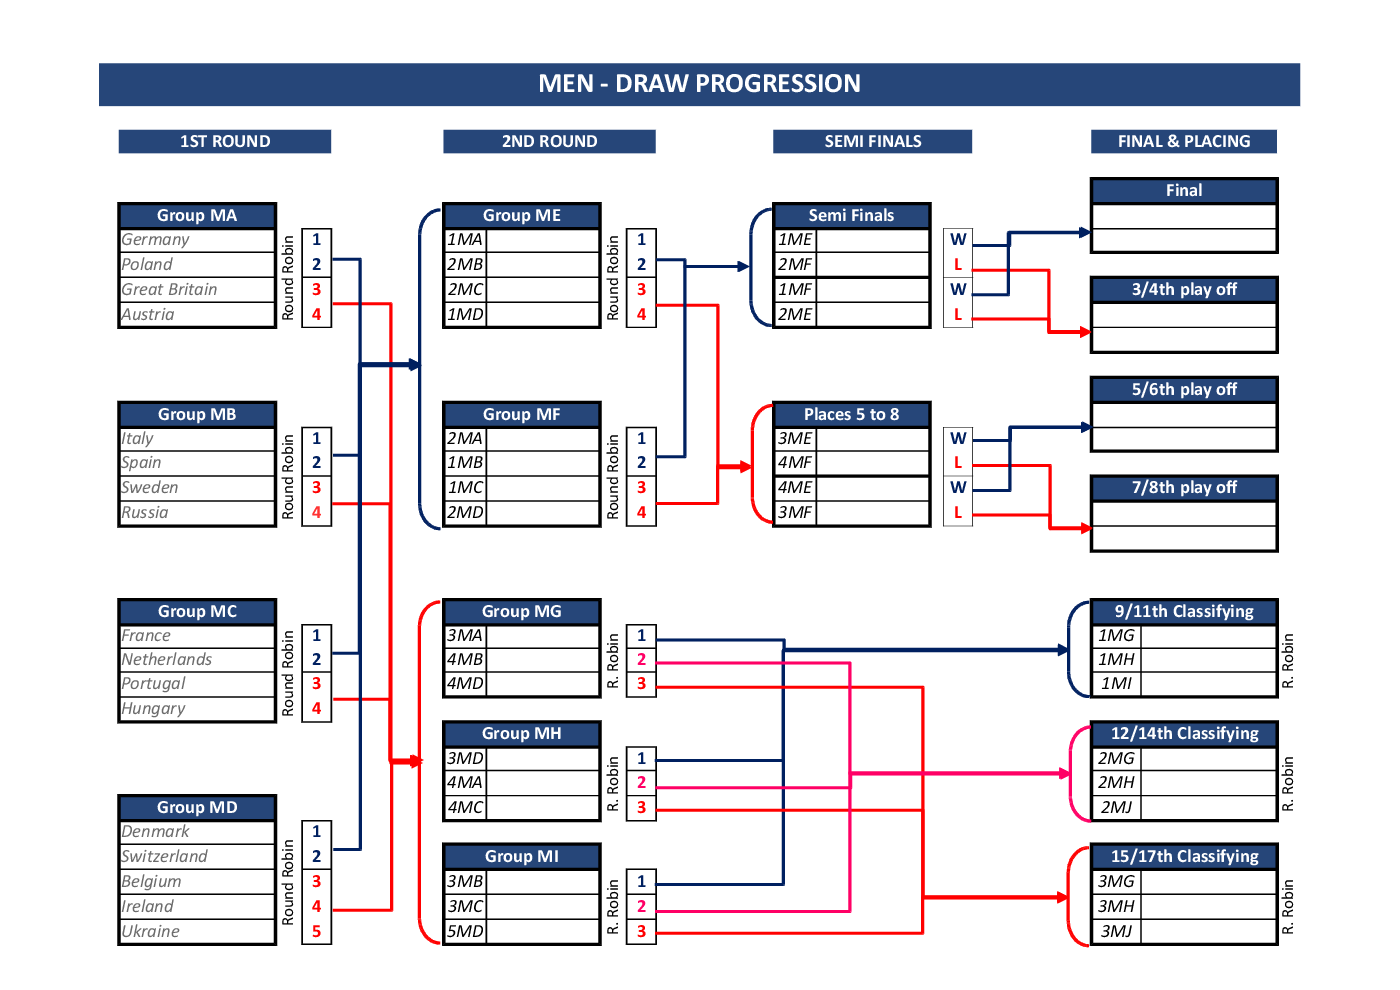 MEN - DRAW PROGRESSION
1ST ROUND
2ND ROUND
SEMI FINALS
FINAL & PLACING
Group MA
Germany
Poland
Great Britain
Austria
Round Robin
1
2
3
4
Group MB
Italy
Spain
Sweden
Russia
Round Robin
1
2
3
4
Group MC
France
Netherlands
Portugal
Hungary
Round Robin
1
2
3
4
Group MD
Denmark
Switzerland
Belgium
Ireland
Ukraine
Round Robin
1
2
3
4
5
Group ME
1MA
2MB
2MC
1MD
Round Robin
1
2
3
4
Group MF
2MA
1MB
1MC
2MD
Round Robin
1
2
3
4
Group MG
3MA
4MB
4MD
R. Robin
1
2
3
Group MH
3MD
4MA
4MC
R. Robin
1
2
3
Group MI
3MB
3MC
5MD
R. Robin
1
2
3
Semi Finals
1ME
2MF
1MF
2ME
W
L
W
L
Places 5 to 8
3ME
4MF
4ME
3MF
W
L
W
L
Final
3/4th play off
5/6th play off
7/8th play off
9/11th Classifying
1MG
1MH
1MI
R. Robin
12/14th Classifying
2MG
2MH
2MJ
R. Robin
15/17th Classifying
3MG
3MH
3MJ
R. Robin